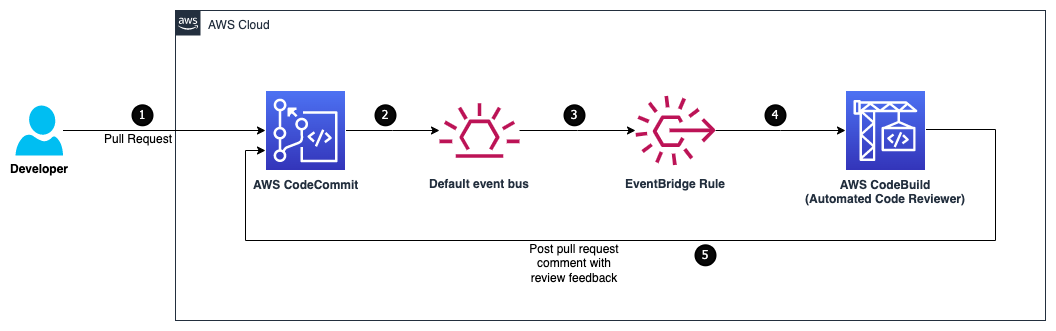 aws
AWS Cloud
1
2
3
4
Pull Request
Developer
AWS CodeCommit
Default event bus
EventBridge Rule
AWS CodeBuild
(Automated Code Reviewer)
Post pull request
comment with
review feedback
5